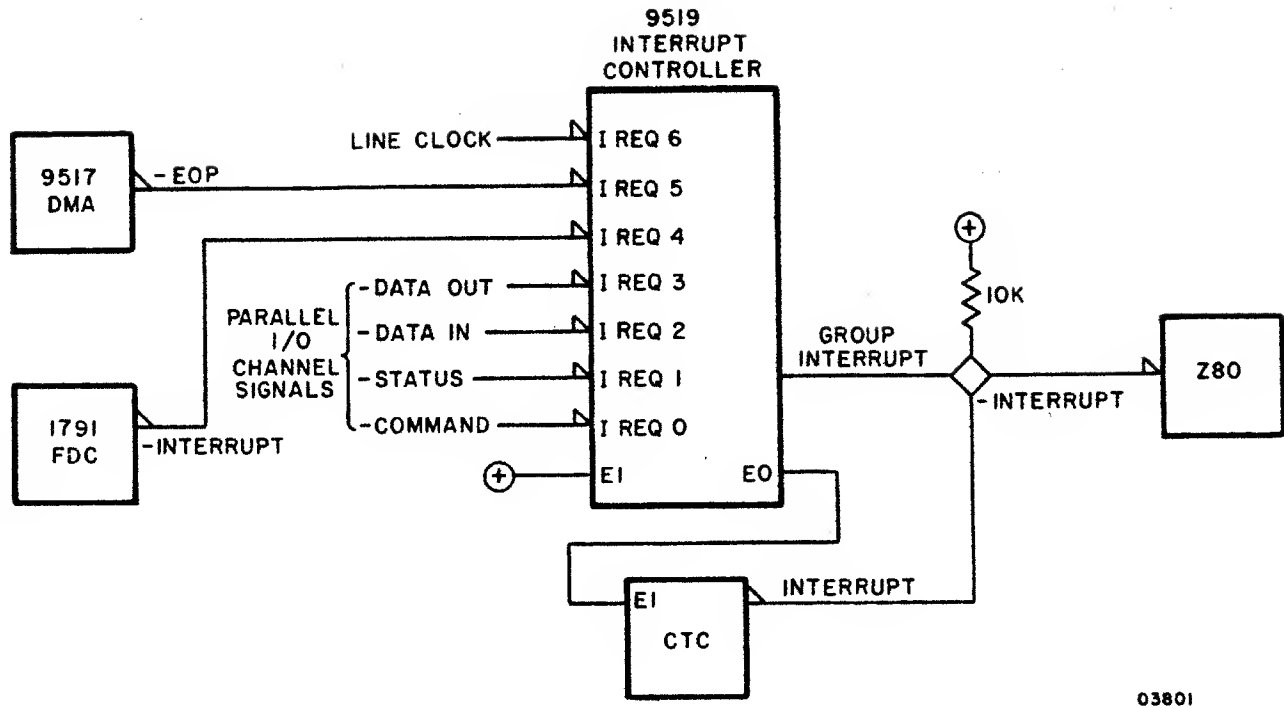 9519
INTERRUPT
CONTROLLER
LINE CLOCK
I REQ 6
9517
DMA
-EOP
I REQ 5
I REQ 4
PARALLEL
I/O
CHANNEL
SIGNALS
-DATA OUT
I REQ 3
-DATA IN
I REQ 2
-STATUS
I REQ 1
-COMMAND
I REQ 0
+
EI
EO
1791
FDC
-INTERRUPT
GROUP
INTERRUPT
+
10K
-INTERRUPT
Z80
EI
CTC
INTERRUPT
03801